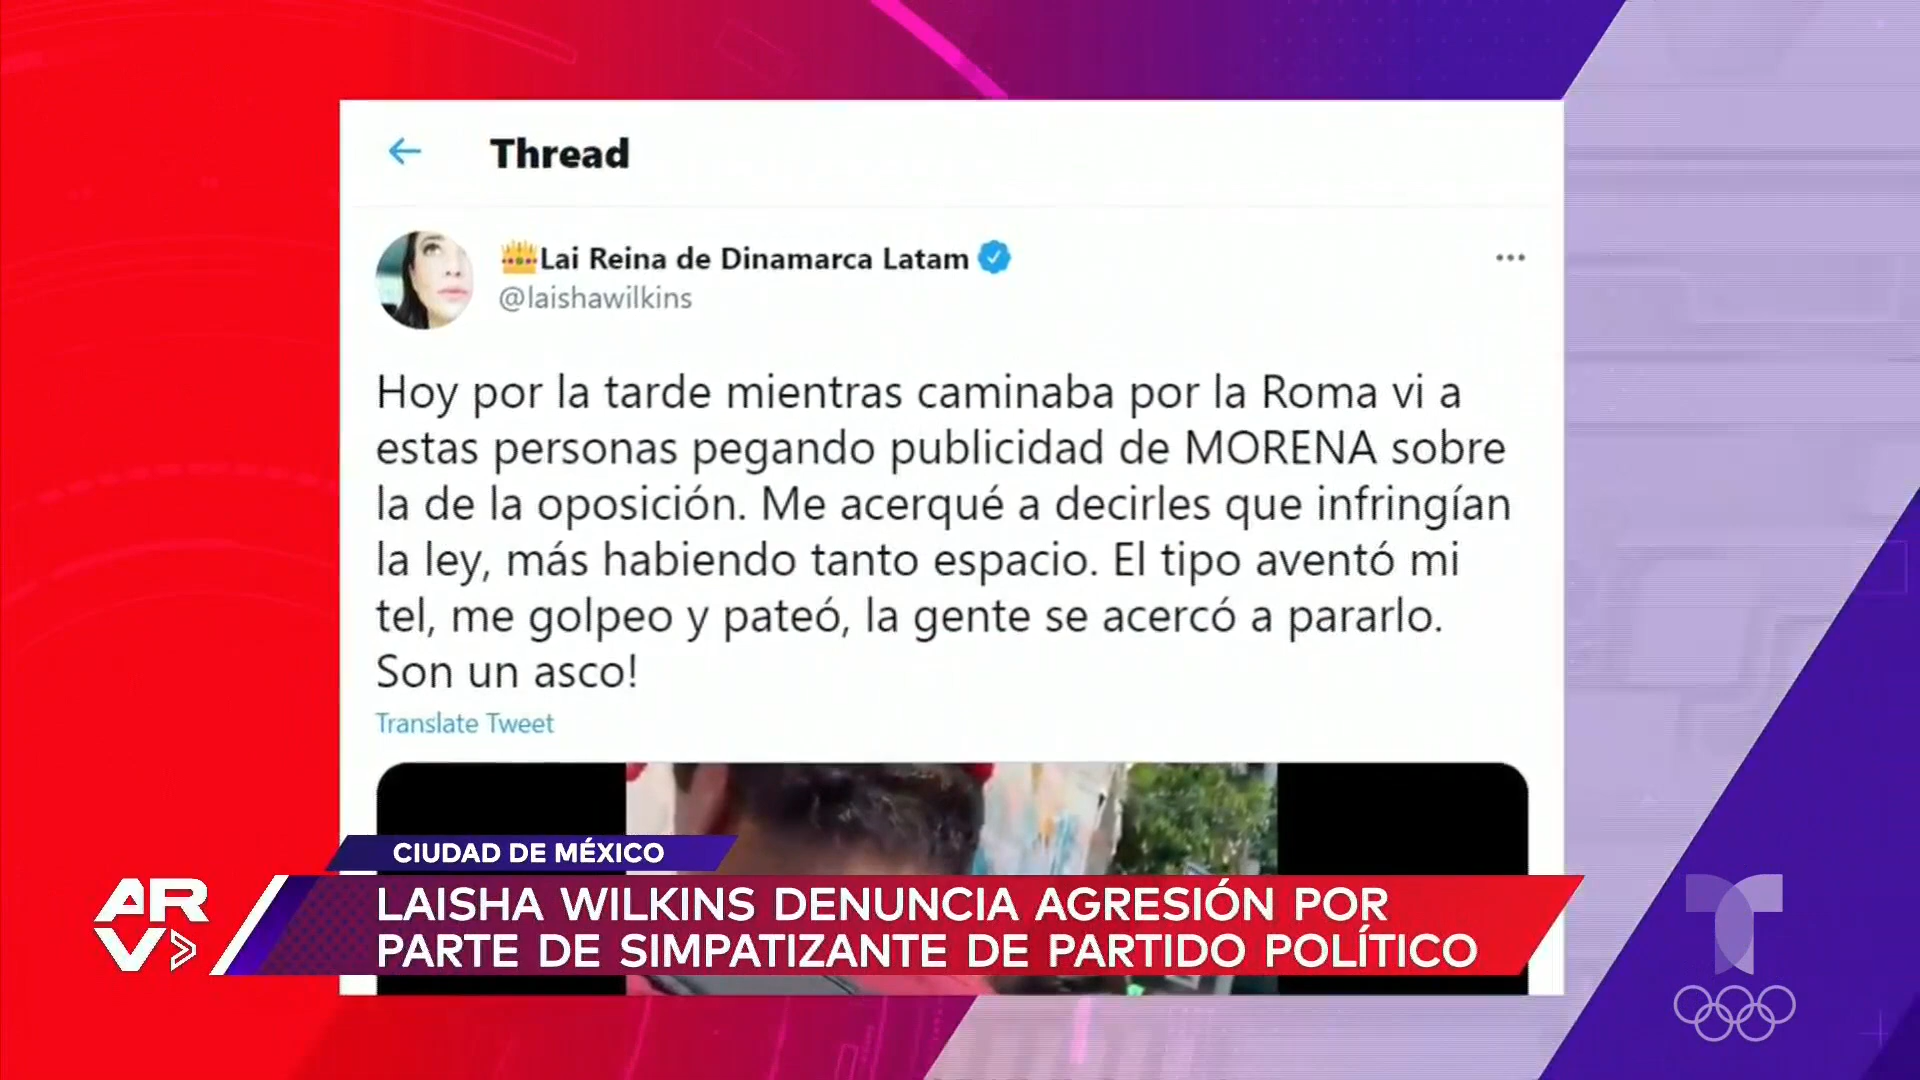 Thread
Lai Reina de Dinamarca Latam
@laishawilkins
Hoy por la tarde mientras caminaba por la Roma vi a
estas personas pegando publicidad de MORENA sobre
la de la oposición. Me acerqué a decirles que infringían
la ley, más habiendo tanto espacio. El tipo aventó mi
tel, me golpeo y pateó, la gente se acercó a pararlo.
Son un asco!
Translate Tweet
CIUDAD DE MÉXICO
ARV
LAISHA WILKINS DENUNCIA AGRESIÓN POR
PARTE DE SIMPATIZANTE DE PARTIDO POLÍTICO
T